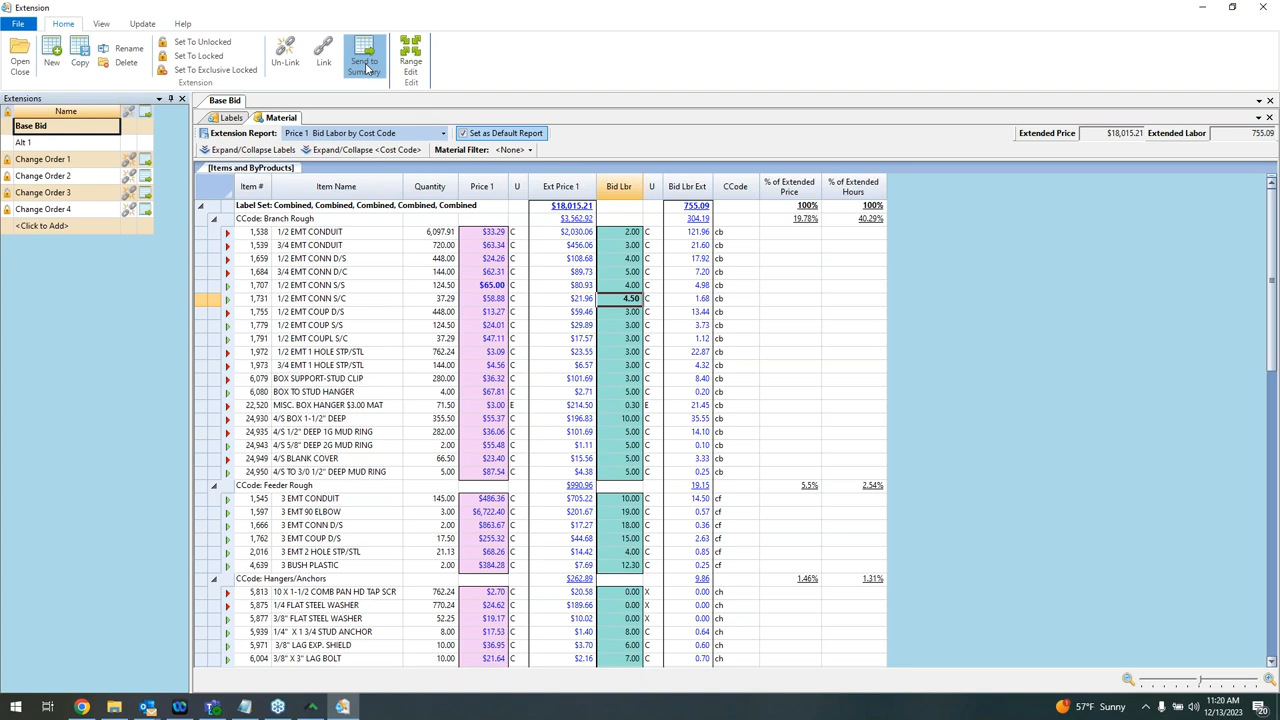 Extension
File Home View Update Help
Open Close New Copy Rename Delete Set To Unlocked Set To Locked Set To Exclusive Locked Un-Link Link Send to Summary Range Edit
Extension Edit
Extensions
Name
Base Bid
Alt 1
Change Order 1
Change Order 2
Change Order 3
Change Order 4
<Click to Add>
Base Bid
Labels Material
Extension Report: Price 1 Bid Labor by Cost Code Set as Default Report Extended Price $18,015.21 Extended Labor 755.09
Expand/Collapse Labels Expand/Collapse <Cost Code> Material Filter: <None>
[Items and ByProducts]
Item # Item Name Quantity Price 1 U Ext Price 1 Bid Lbr U Bid Lbr Ext CCode % of Extended Price % of Extended Hours
Label Set: Combined, Combined, Combined, Combined, Combined $18,015.21 755.09 100% 100%
CCode: Branch Rough $3,562.92 304.19 19.78% 40.29%
1,538 1/2 EMT CONDUIT 6,097.91 $33.29 C $2,030.06 2.00 C 121.96 cb
1,545 3/4 EMT CONDUIT 720.00 $63.34 C $456.06 3.00 C 21.60 cb
1,659 1/2 EMT CONN D/S 448.00 $24.26 C $108.68 4.00 C 17.92 cb
1,684 3/4 EMT CONN D/C 144.00 $62.31 C $89.73 5.00 C 7.20 cb
1,707 1/2 EMT CONN S/S 124.50 $65.00 C $80.93 4.00 C 4.98 cb
1,731 1/2 EMT CONN S/C 37.29 $58.88 C $21.96 4.50 C 1.68 cb
1,755 1/2 EMT COUP D/S 448.00 $13.27 C $59.46 3.00 C 13.44 cb
1,779 1/2 EMT COUP S/S 124.50 $24.01 C $29.89 3.00 C 3.73 cb
1,791 1/2 EMT COUPL S/C 37.29 $47.11 C $17.57 3.00 C 1.12 cb
1,972 1/2 EMT 1 HOLE STP/STL 762.24 $3.09 C $23.55 3.00 C 22.87 cb
1,973 3/4 EMT 1 HOLE STP/STL 144.00 $4.56 C $6.57 3.00 C 4.32 cb
6,079 BOX SUPPORT-STUD CLIP 280.00 $36.32 C $101.69 3.00 C 8.40 cb
6,080 BOX TO STUD HANGER 4.00 $67.81 C $2.71 5.00 C 0.20 cb
22,520 MISC. BOX HANGER $3.00 MAT 71.50 $3.00 E $214.50 0.30 E 21.45 cb
24,930 4/S BOX 1-1/2" DEEP 355.50 $55.37 C $196.83 10.00 C 35.55 cb
24,935 4/S 1/2" DEEP 1G MUD RING 282.00 $36.06 C $101.69 5.00 C 14.10 cb
24,943 4/S 5/8" DEEP 2G MUD RING 2.00 $55.48 C $1.11 5.00 C 0.10 cb
24,949 4/S BLANK COVER 66.50 $23.40 C $15.56 5.00 C 3.33 cb
24,950 4/S TO 3/0 1/2" DEEP MUD RING 5.00 $87.54 C $4.38 5.00 C 0.25 cb
CCode: Feeder Rough $990.96 19.15 5.5% 2.54%
1,545 3 EMT CONDUIT 145.00 $486.36 C $705.22 10.00 C 14.50 cf
1,597 3 EMT 90 ELBOW 3.00 $6,722.40 C $201.67 19.00 C 0.57 cf
1,666 3 EMT CONN D/S 2.00 $863.67 C $17.27 18.00 C 0.36 cf
1,762 3 EMT COUP D/S 17.50 $255.32 C $44.68 15.00 C 2.63 cf
2,016 3 EMT 2 HOLE STP/STL 21.13 $68.26 C $14.42 4.00 C 0.85 cf
4,639 3 BUSH PLASTIC 2.00 $384.28 C $7.69 12.30 C 0.25 cf
CCode: Hangers/Anchors $262.89 9.86 1.46% 1.31%
5,813 10 X 1-1/2 COMB PAN HD TAP SCR 762.24 $2.70 C $20.58 0.00 X 0.00 ch
5,875 1/4 FLAT STEEL WASHER 770.24 $24.62 C $189.66 0.00 X 0.00 ch
5,877 3/8" FLAT STEEL WASHER 52.25 $19.17 C $10.02 0.00 X 0.00 ch
5,939 1/4" X 1 3/4 STUD ANCHOR 8.00 $17.53 C $1.40 8.00 C 0.64 ch
5,971 3/8" LAG EXP. SHIELD 10.00 $36.95 C $3.70 6.00 C 0.60 ch
6,004 3/8" X 3" LAG BOLT 10.00 $21.64 C $2.16 7.00 C 0.70 ch
57°F Sunny 11:20 AM
12/13/2023 20